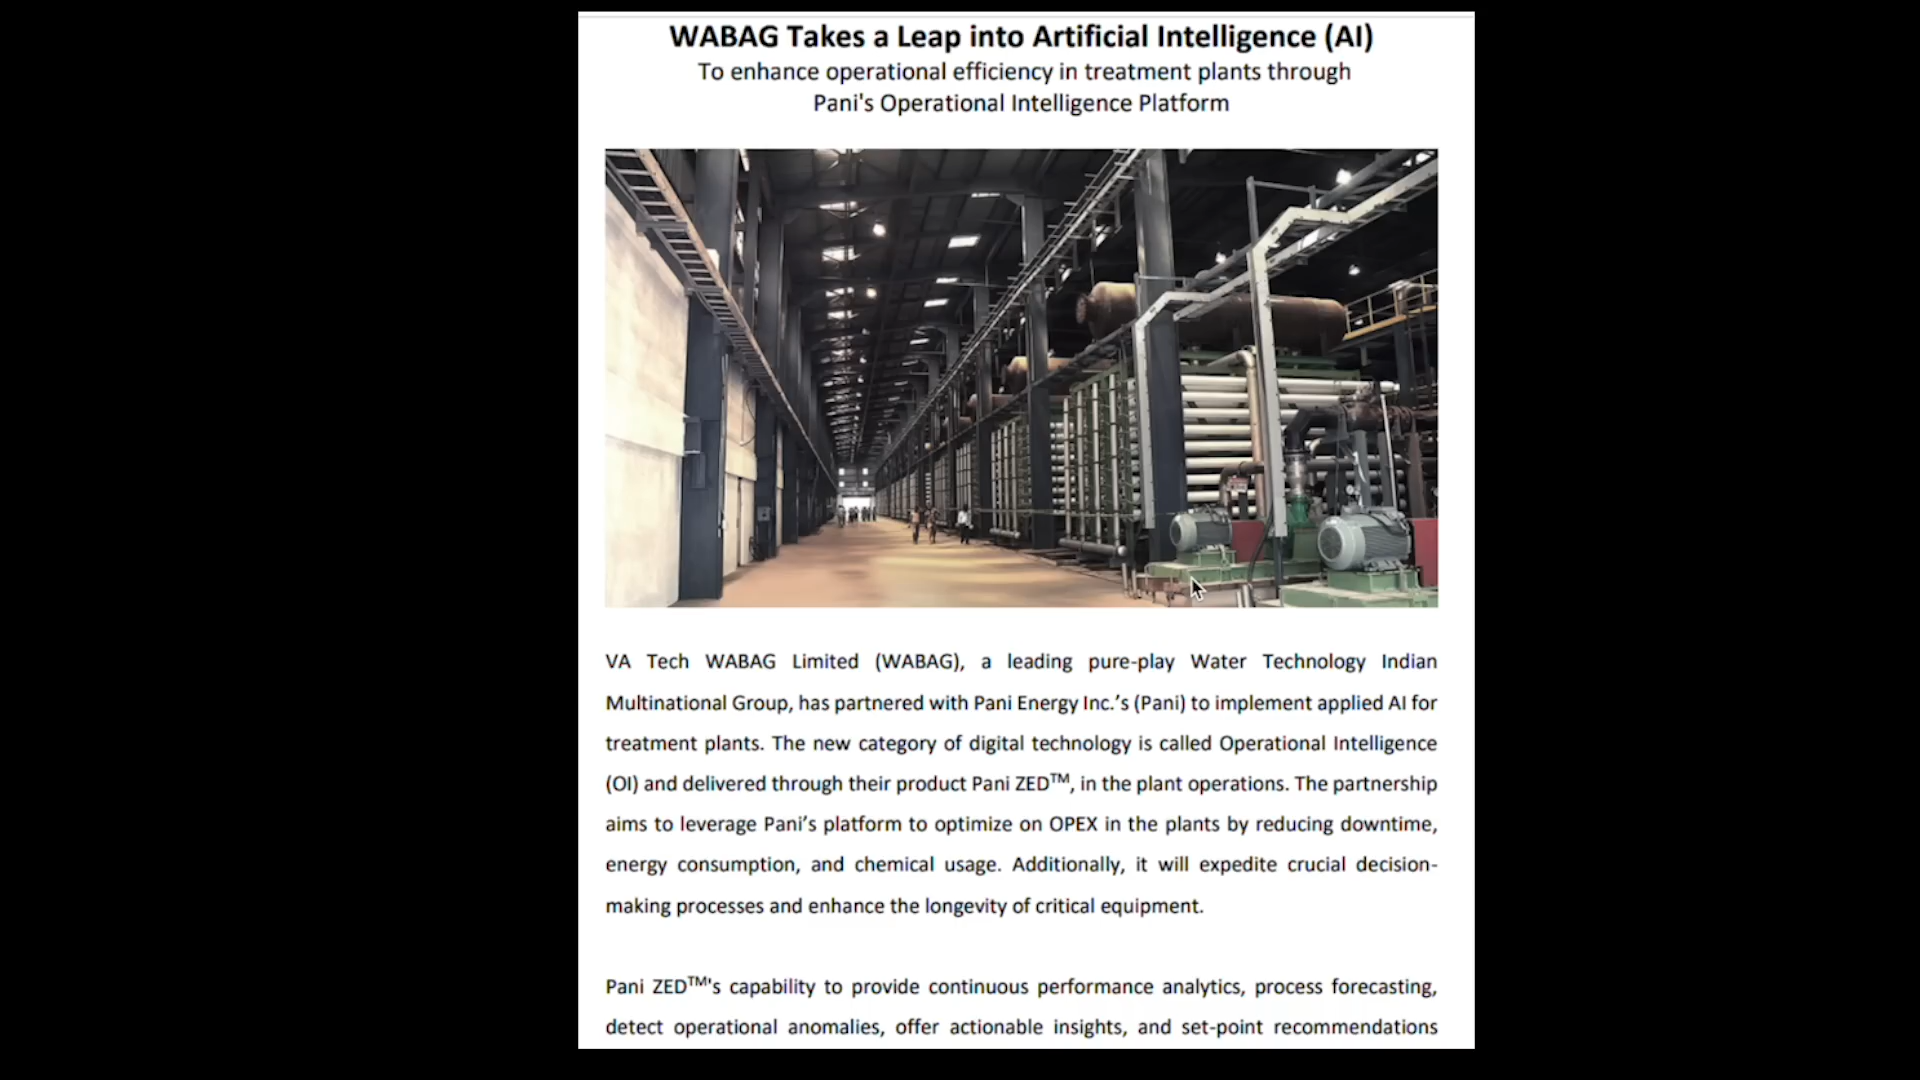 WABAG Takes a Leap into Artificial Intelligence (AI)
To enhance operational efficiency in treatment plants through
Pani's Operational Intelligence Platform
VA Tech WABAG Limited (WABAG), a leading pure-play Water Technology Indian
Multinational Group, has partnered with Pani Energy Inc.’s (Pani) to implement applied AI for
treatment plants. The new category of digital technology is called Operational Intelligence
(OI) and delivered through their product Pani ZED™, in the plant operations. The partnership
aims to leverage Pani’s platform to optimize on OPEX in the plants by reducing downtime,
energy consumption, and chemical usage. Additionally, it will expedite crucial decision-
making processes and enhance the longevity of critical equipment.
Pani ZED™'s capability to provide continuous performance analytics, process forecasting,
detect operational anomalies, offer actionable insights, and set-point recommendations